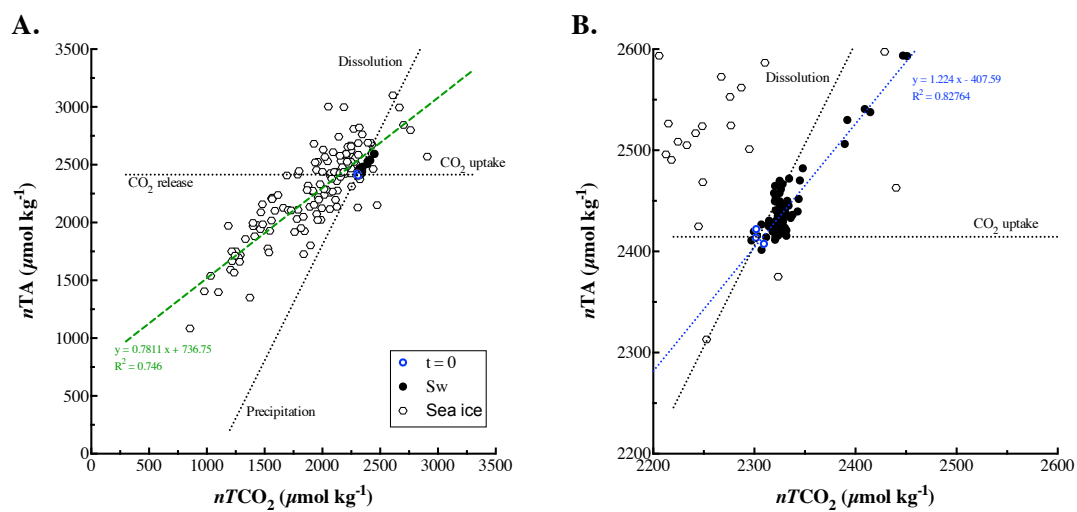 A.
3500
3000
2500
2000
1500
1000
500
0
nTA (µmol kg⁻¹)
0 500 1000 1500 2000 2500 3000 3500
nTCO₂ (µmol kg⁻¹)
Dissolution
CO₂ uptake
CO₂ release
Precipitation
y = 0.7811 x + 736.75
R² = 0.746
t = 0
Sw
Sea ice
B.
2600
2500
2400
2300
2200
nTA (µmol kg⁻¹)
2200 2300 2400 2500 2600
nTCO₂ (µmol kg⁻¹)
Dissolution
y = 1.224 x - 407.59
R² = 0.82764
CO₂ uptake